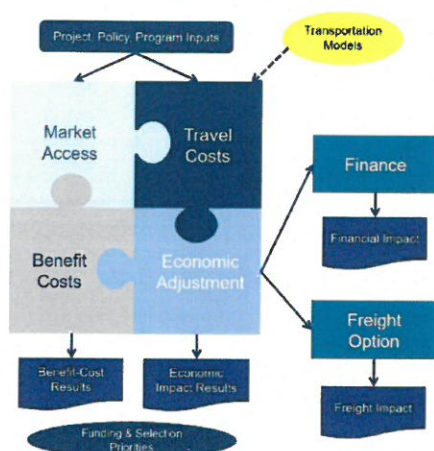 Project, Policy, Program Inputs
Transportation
Models
Market
Access
Travel
Costs
Finance
Financial Impact
Benefit
Costs
Economic
Adjustment
Freight
Option
Benefit-Cost
Results
Economic
Impact Results
Freight Impact
Funding & Selection
Priorities